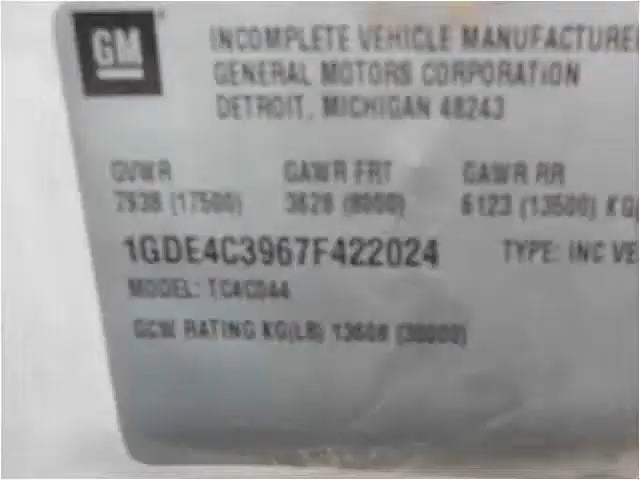 GM
INCOMPLETE VEHICLE MANUFACTURE
GENERAL MOTORS CORPORATION
DETROIT, MICHIGAN 48243
GVWR GAWR FRT GAWR RR
7938 (17500) 3628 (8000) 6123 (13500) KG(
1GDE4C3967F422024 TYPE: INC VE
MODEL: TC4C044
GCW RATING KG(LB) 13608 (30000)